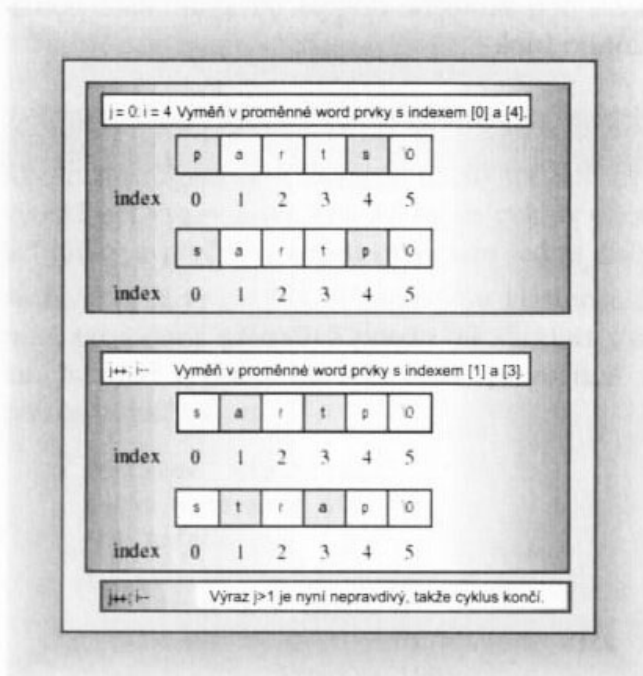 j = 0; i = 4 Vyměň v proměnné word prvky s indexem [0] a [4].
p a r t s \0
index 0 1 2 3 4 5
s a r t p \0
index 0 1 2 3 4 5
j++; i-- Vyměň v proměnné word prvky s indexem [1] a [3].
s a r t p \0
index 0 1 2 3 4 5
s t r a p \0
index 0 1 2 3 4 5
j++; i-- Výraz j>1 je nyní nepravdivý, takže cyklus končí.